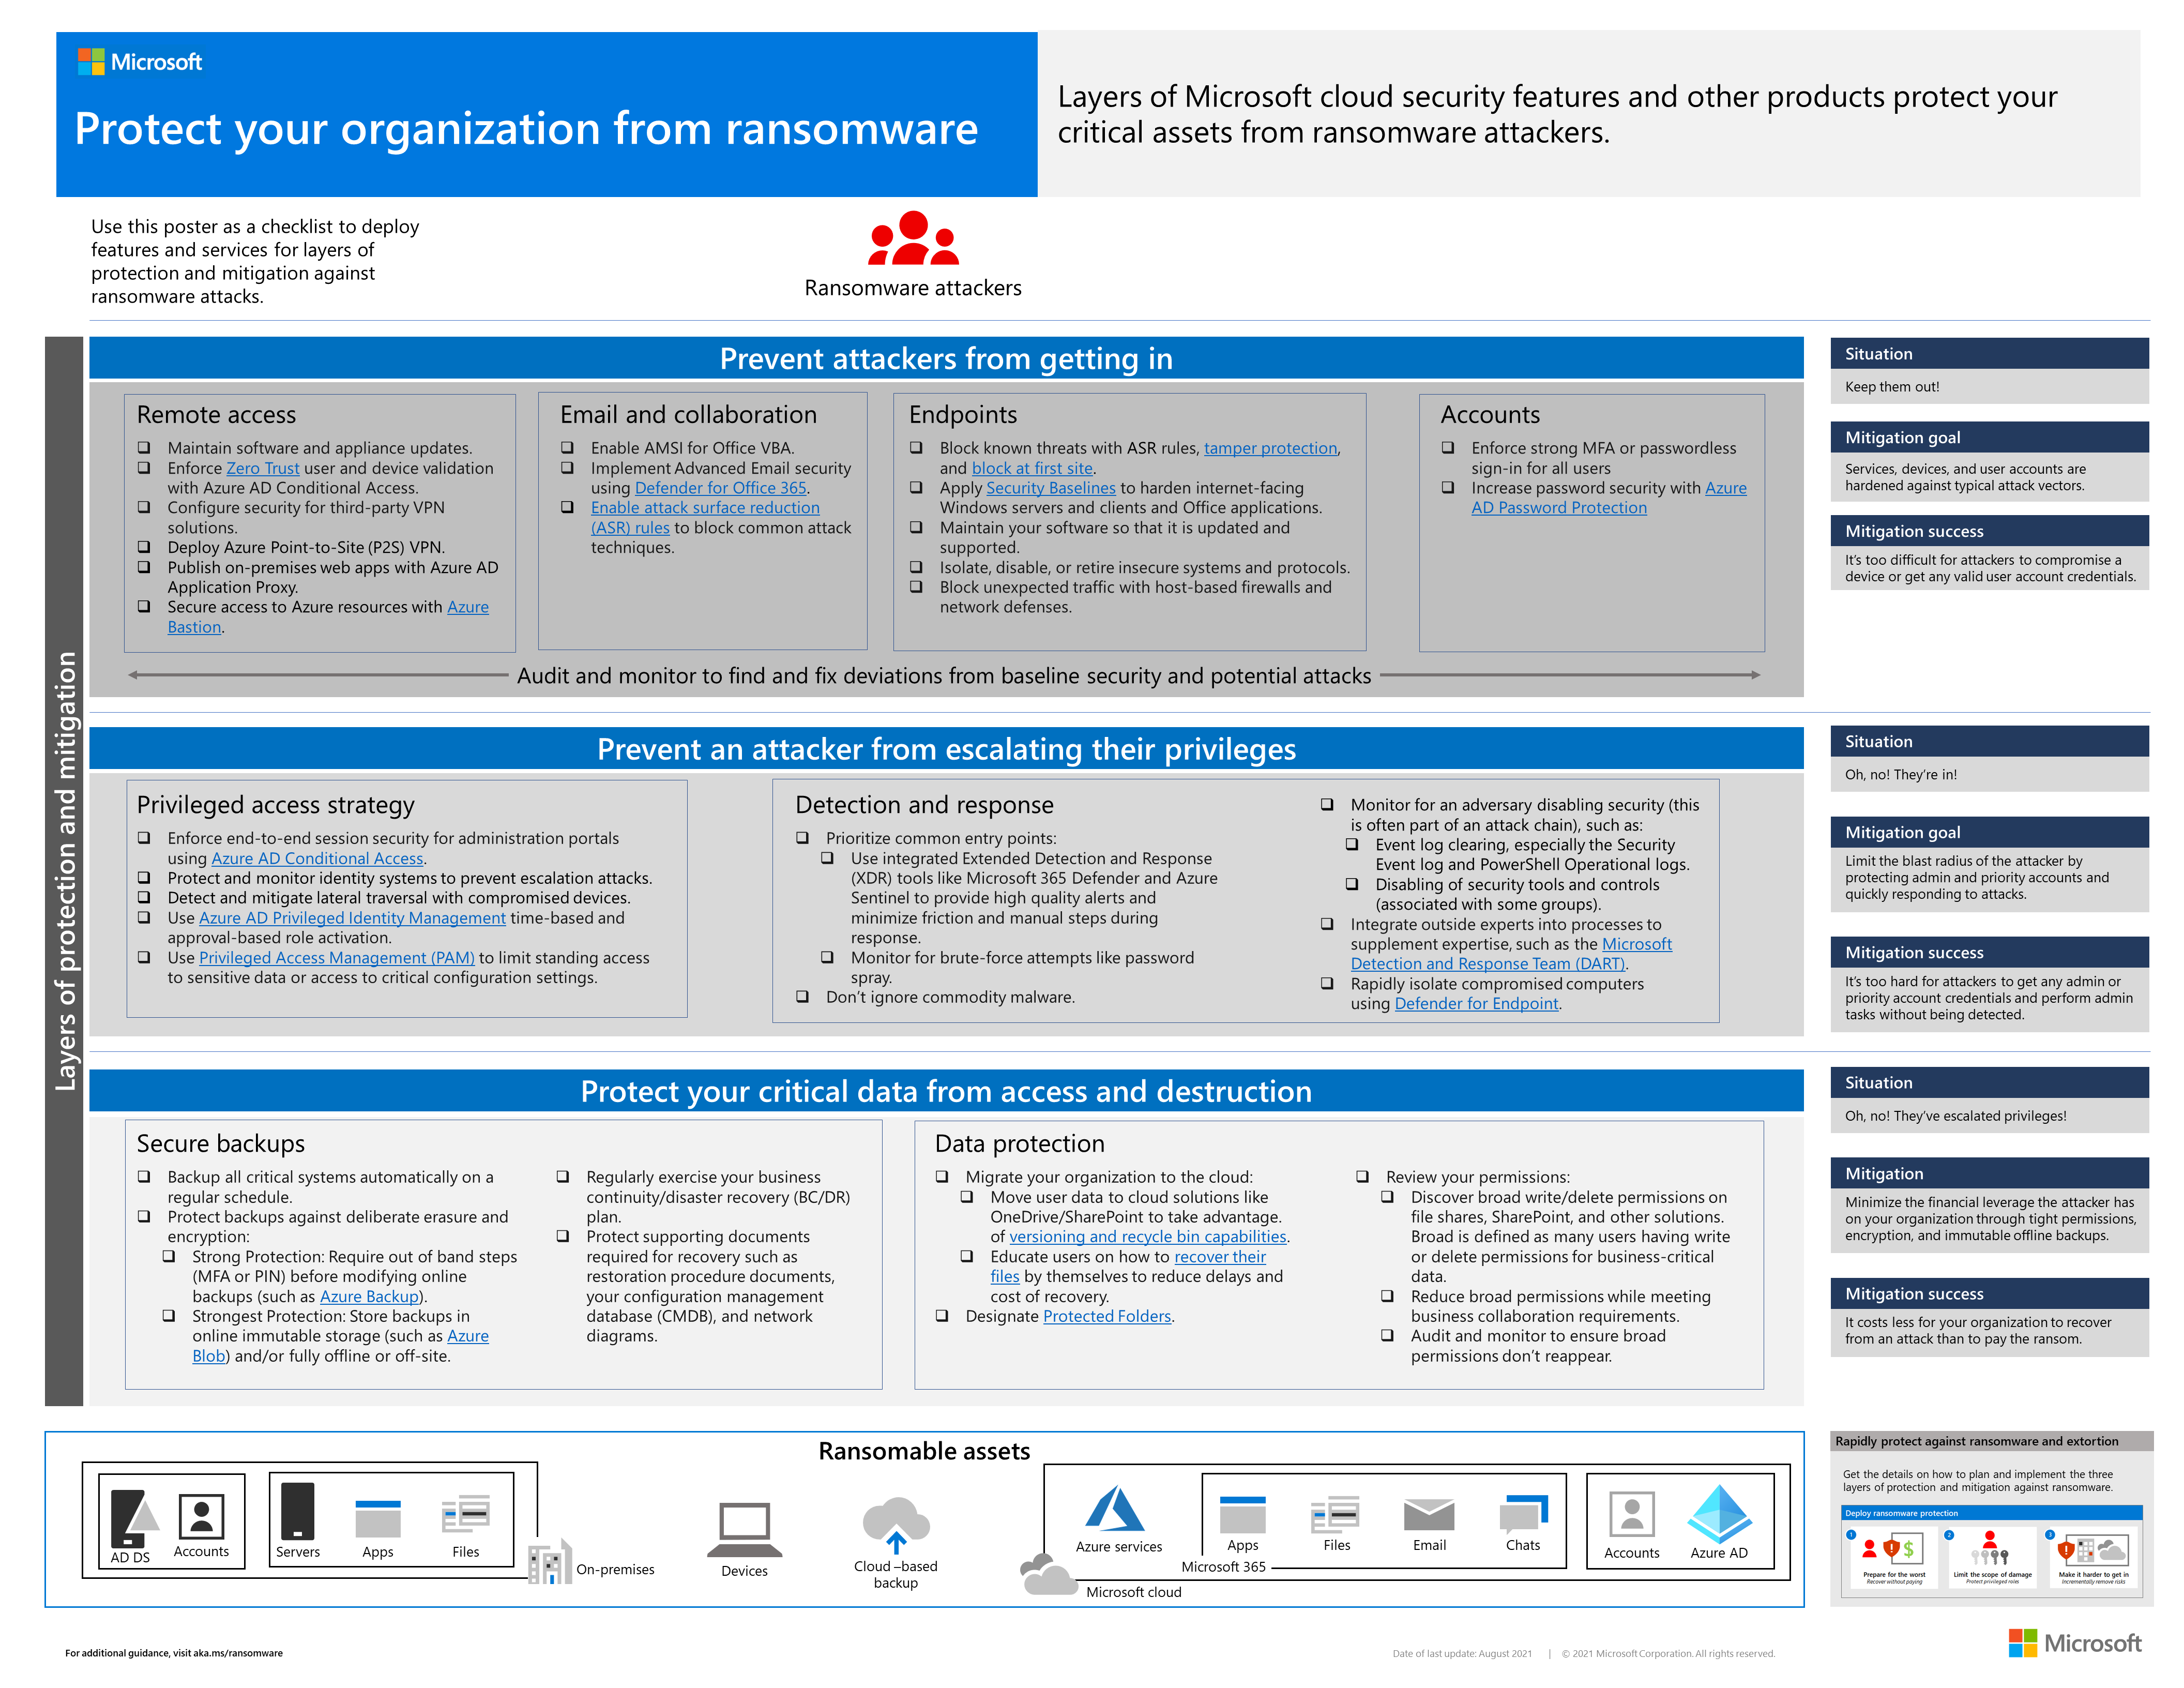 Microsoft
Protect your organization from ransomware
Layers of Microsoft cloud security features and other products protect your
critical assets from ransomware attackers.
Use this poster as a checklist to deploy
features and services for layers of
protection and mitigation against
ransomware attacks.
Ransomware attackers
Layers of protection and mitigation
Prevent attackers from getting in
Remote access
❑ Maintain software and appliance updates.
❑ Enforce Zero Trust user and device validation
with Azure AD Conditional Access.
❑ Configure security for third-party VPN
solutions.
❑ Deploy Azure Point-to-Site (P2S) VPN.
❑ Publish on-premises web apps with Azure AD
Application Proxy.
❑ Secure access to Azure resources with Azure
Bastion.
Email and collaboration
❑ Enable AMSI for Office VBA.
❑ Implement Advanced Email security
using Defender for Office 365.
❑ Enable attack surface reduction
(ASR) rules to block common attack
techniques.
Endpoints
❑ Block known threats with ASR rules, tamper protection,
and block at first site.
❑ Apply Security Baselines to harden internet-facing
Windows servers and clients and Office applications.
❑ Maintain your software so that it is updated and
supported.
❑ Isolate, disable, or retire insecure systems and protocols.
❑ Block unexpected traffic with host-based firewalls and
network defenses.
Accounts
❑ Enforce strong MFA or passwordless
sign-in for all users
❑ Increase password security with Azure
AD Password Protection
Audit and monitor to find and fix deviations from baseline security and potential attacks
Situation
Keep them out!
Mitigation goal
Services, devices, and user accounts are
hardened against typical attack vectors.
Mitigation success
It's too difficult for attackers to compromise a
device or get any valid user account credentials.
Prevent an attacker from escalating their privileges
Privileged access strategy
❑ Enforce end-to-end session security for administration portals
using Azure AD Conditional Access.
❑ Protect and monitor identity systems to prevent escalation attacks.
❑ Detect and mitigate lateral traversal with compromised devices.
❑ Use Azure AD Privileged Identity Management time-based and
approval-based role activation.
❑ Use Privileged Access Management (PAM) to limit standing access
to sensitive data or access to critical configuration settings.
Detection and response
❑ Prioritize common entry points:
❑ Use integrated Extended Detection and Response
(XDR) tools like Microsoft 365 Defender and Azure
Sentinel to provide high quality alerts and
minimize friction and manual steps during
response.
❑ Monitor for brute-force attempts like password
spray.
❑ Don't ignore commodity malware.
❑ Monitor for an adversary disabling security (this
is often part of an attack chain), such as:
❑ Event log clearing, especially the Security
Event log and PowerShell Operational logs.
❑ Disabling of security tools and controls
(associated with some groups).
❑ Integrate outside experts into processes to
supplement expertise, such as the Microsoft
Detection and Response Team (DART).
❑ Rapidly isolate compromised computers
using Defender for Endpoint.
Situation
Oh, no! They're in!
Mitigation goal
Limit the blast radius of the attacker by
protecting admin and priority accounts and
quickly responding to attacks.
Mitigation success
It's too hard for attackers to get any admin or
priority account credentials and perform admin
tasks without being detected.
Protect your critical data from access and destruction
Secure backups
❑ Backup all critical systems automatically on a
regular schedule.
❑ Protect backups against deliberate erasure and
encryption:
❑ Strong Protection: Require out of band steps
(MFA or PIN) before modifying online
backups (such as Azure Backup).
❑ Strongest Protection: Store backups in
online immutable storage (such as Azure
Blob) and/or fully offline or off-site.
❑ Regularly exercise your business
continuity/disaster recovery (BC/DR)
plan.
❑ Protect supporting documents
required for recovery such as
restoration procedure documents,
your configuration management
database (CMDB), and network
diagrams.
Data protection
❑ Migrate your organization to the cloud:
❑ Move user data to cloud solutions like
OneDrive/SharePoint to take advantage.
of versioning and recycle bin capabilities.
❑ Educate users on how to recover their
files by themselves to reduce delays and
cost of recovery.
❑ Designate Protected Folders.
❑ Review your permissions:
❑ Discover broad write/delete permissions on
file shares, SharePoint, and other solutions.
Broad is defined as many users having write
or delete permissions for business-critical
data.
❑ Reduce broad permissions while meeting
business collaboration requirements.
❑ Audit and monitor to ensure broad
permissions don't reappear.
Situation
Oh, no! They've escalated privileges!
Mitigation
Minimize the financial leverage the attacker has
on your organization through tight permissions,
encryption, and immutable offline backups.
Mitigation success
It costs less for your organization to recover
from an attack than to pay the ransom.
Ransomable assets
AD DS
Accounts
Servers
Apps
Files
On-premises
Devices
Cloud –based
backup
Azure services
Apps
Files
Email
Chats
Microsoft 365
Accounts
Azure AD
Microsoft cloud
Rapidly protect against ransomware and extortion
Get the details on how to plan and implement the three
layers of protection and mitigation against ransomware.
Deploy ransomware protection
1
$
Prepare for the worst
Recover without paying
2
Limit the scope of damage
Protect privileged roles
3
Make it harder to get in
Incrementally remove risks
For additional guidance, visit aka.ms/ransomware
Date of last update: August 2021 | © 2021 Microsoft Corporation. All rights reserved.
Microsoft